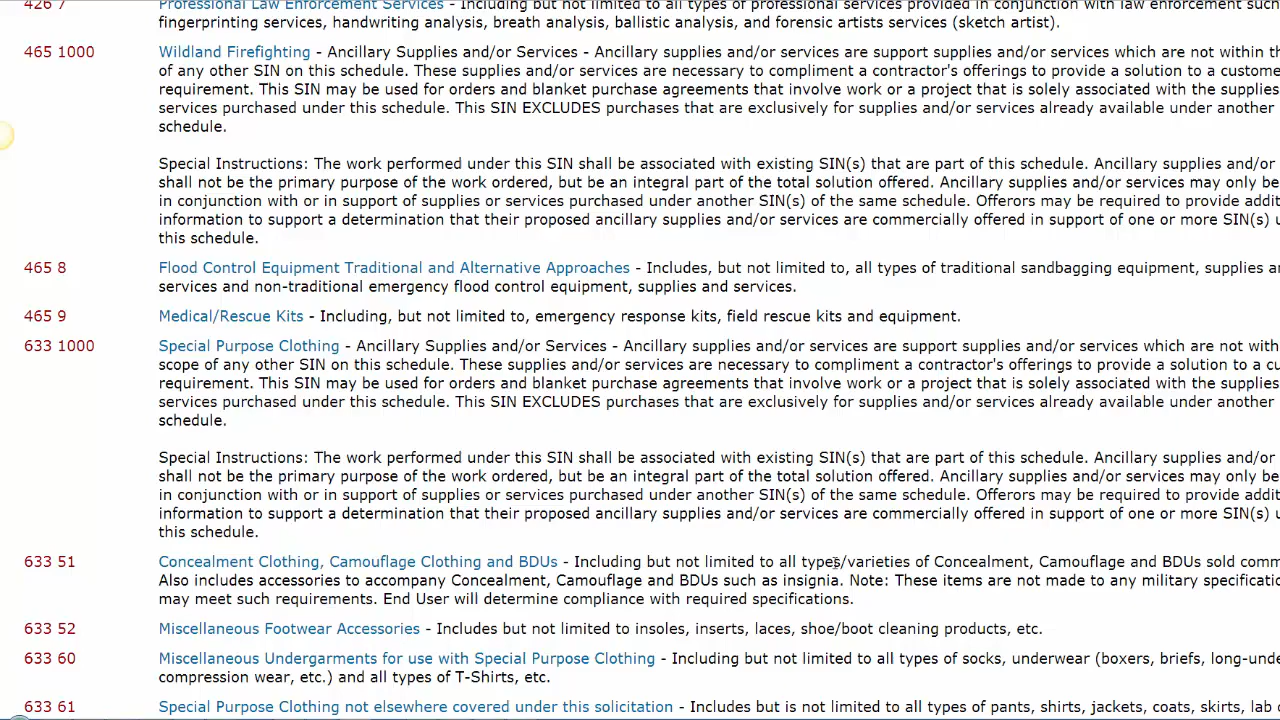 426 7 Professional Law Enforcement Services - Including but not limited to all types of professional services provided in conjunction with law enforcement such
fingerprinting services, handwriting analysis, breath analysis, ballistic analysis, and forensic artists services (sketch artist).
465 1000 Wildland Firefighting - Ancillary Supplies and/or Services - Ancillary supplies and/or services are support supplies and/or services which are not within th
of any other SIN on this schedule. These supplies and/or services are necessary to compliment a contractor's offerings to provide a solution to a custome
requirement. This SIN may be used for orders and blanket purchase agreements that involve work or a project that is solely associated with the supplies
services purchased under this schedule. This SIN EXCLUDES purchases that are exclusively for supplies and/or services already available under another
schedule.
Special Instructions: The work performed under this SIN shall be associated with existing SIN(s) that are part of this schedule. Ancillary supplies and/or
shall not be the primary purpose of the work ordered, but be an integral part of the total solution offered. Ancillary supplies and/or services may only be
in conjunction with or in support of supplies or services purchased under another SIN(s) of the same schedule. Offerors may be required to provide addit
information to support a determination that their proposed ancillary supplies and/or services are commercially offered in support of one or more SIN(s) u
this schedule.
465 8 Flood Control Equipment Traditional and Alternative Approaches - Includes, but not limited to, all types of traditional sandbagging equipment, supplies an
services and non-traditional emergency flood control equipment, supplies and services.
465 9 Medical/Rescue Kits - Including, but not limited to, emergency response kits, field rescue kits and equipment.
633 1000 Special Purpose Clothing - Ancillary Supplies and/or Services - Ancillary supplies and/or services are support supplies and/or services which are not with
scope of any other SIN on this schedule. These supplies and/or services are necessary to compliment a contractor's offerings to provide a solution to a cu
requirement. This SIN may be used for orders and blanket purchase agreements that involve work or a project that is solely associated with the supplies
services purchased under this schedule. This SIN EXCLUDES purchases that are exclusively for supplies and/or services already available under another
schedule.
Special Instructions: The work performed under this SIN shall be associated with existing SIN(s) that are part of this schedule. Ancillary supplies and/or
shall not be the primary purpose of the work ordered, but be an integral part of the total solution offered. Ancillary supplies and/or services may only be
in conjunction with or in support of supplies or services purchased under another SIN(s) of the same schedule. Offerors may be required to provide addit
information to support a determination that their proposed ancillary supplies and/or services are commercially offered in support of one or more SIN(s) u
this schedule.
633 51 Concealment Clothing, Camouflage Clothing and BDUs - Including but not limited to all types/varieties of Concealment, Camouflage and BDUs sold comm
Also includes accessories to accompany Concealment, Camouflage and BDUs such as insignia. Note: These items are not made to any military specificatio
may meet such requirements. End User will determine compliance with required specifications.
633 52 Miscellaneous Footwear Accessories - Includes but not limited to insoles, inserts, laces, shoe/boot cleaning products, etc.
633 60 Miscellaneous Undergarments for use with Special Purpose Clothing - Including but not limited to all types of socks, underwear (boxers, briefs, long-unde
compression wear, etc.) and all types of T-Shirts, etc.
633 61 Special Purpose Clothing not elsewhere covered under this solicitation - Includes but is not limited to all types of pants, shirts, jackets, coats, skirts, lab c